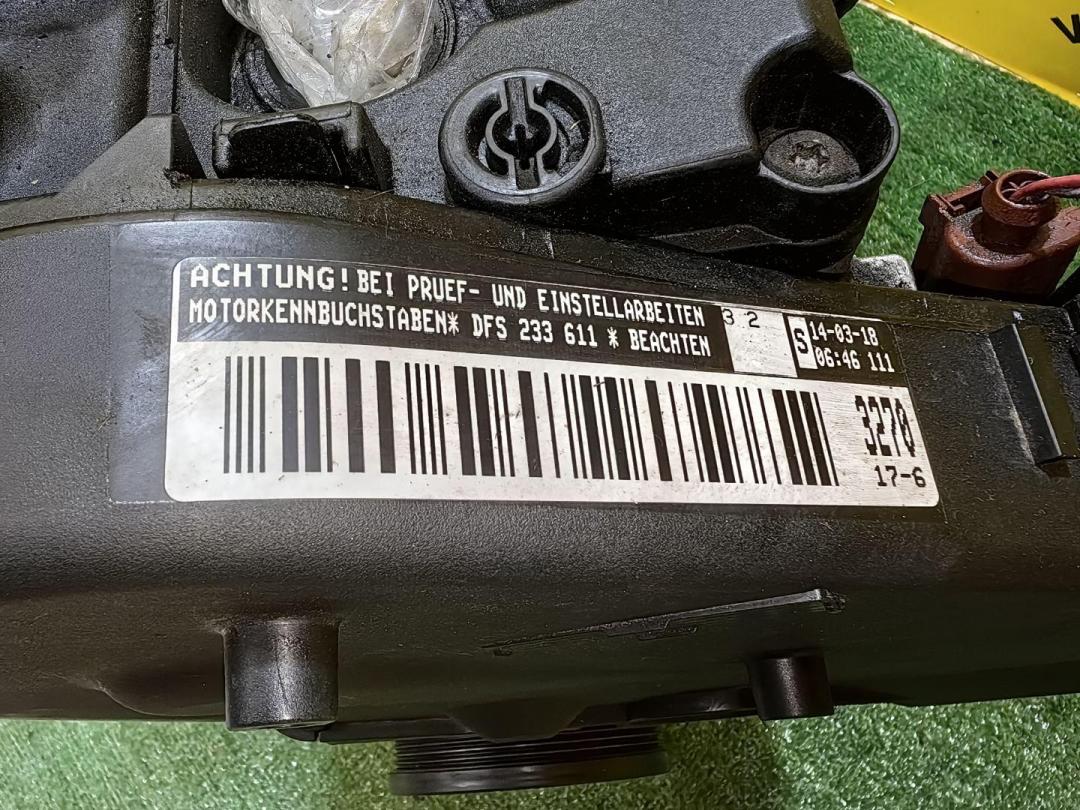 ACHTUNG! BEI PRUEF- UND EINSTELLARBEITEN
MOTORKENNBUCHSTABEN* DFS 233 611 * BEACHTEN
3 2
S
14-03-18
06:46 111
3270
17-6